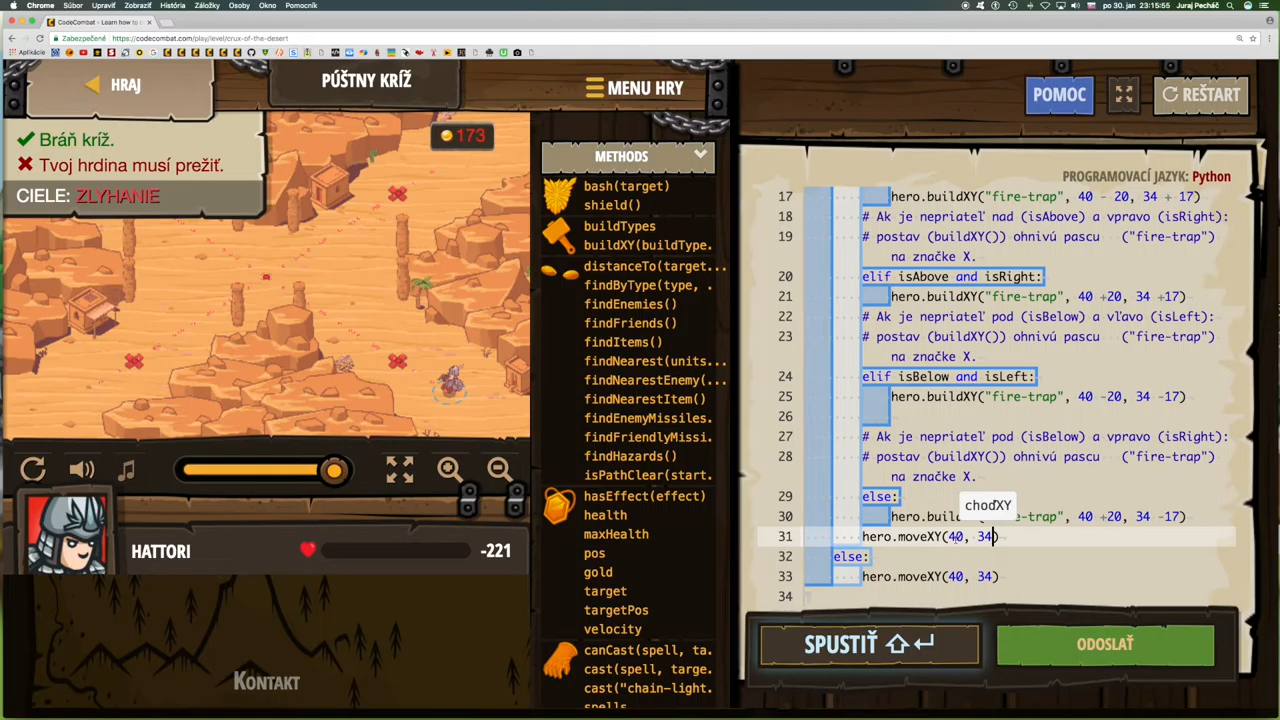 Chrome Súbor Upraviť Zobraziť História Záložky Osoby Okno Pomocník
po 30. jan 23:15:55 Juraj Pecháč
CodeCombat - Learn how to
Zabezpečené https://codecombat.com/play/level/crux-of-the-desert
Aplikácie
HRAJ
PÚŠTNY KRÍŽ
MENU HRY
POMOC
REŠTART
Bráň kríž.
Tvoj hrdina musí prežiť.
CIELE: ZLYHANIE
173
METHODS
bash(target)
shield()
buildTypes
buildXY(buildType.
distanceTo(target...
findByType(type, .
findEnemies()
findFriends()
findItems()
findNearest(units...
findNearestEnemy(...
findNearestItem()
findEnemyMissiles.
findFriendlyMissi.
findHazards()
isPathClear(start.
hasEffect(effect)
health
maxHealth
pos
gold
target
targetPos
velocity
canCast(spell, ta.
cast(spell, targe.
cast("chain-light.
spells
PROGRAMOVACÍ JAZYK: Python
17 hero.buildXY("fire-trap", 40 - 20, 34 + 17)
18 # Ak je nepriateľ nad (isAbove) a vpravo (isRight):
19 # postav (buildXY()) ohnivú pascu ("fire-trap")
na značke X.
20 elif isAbove and isRight:
21 hero.buildXY("fire-trap", 40 +20, 34 +17)
22 # Ak je nepriateľ pod (isBelow) a vľavo (isLeft):
23 # postav (buildXY()) ohnivú pascu ("fire-trap")
na značke X.
24 elif isBelow and isLeft:
25 hero.buildXY("fire-trap", 40 -20, 34 -17)
26
27 # Ak je nepriateľ pod (isBelow) a vpravo (isRight):
28 # postav (buildXY()) ohnivú pascu ("fire-trap")
na značke X.
29 else:
choďXY
30 hero.build e-trap", 40 +20, 34 -17)
31 hero.moveXY(40, 34)
32 else:
33 hero.moveXY(40, 34)
34
HATTORI
-221
KONTAKT
SPUSTIŤ
ODOSLAŤ